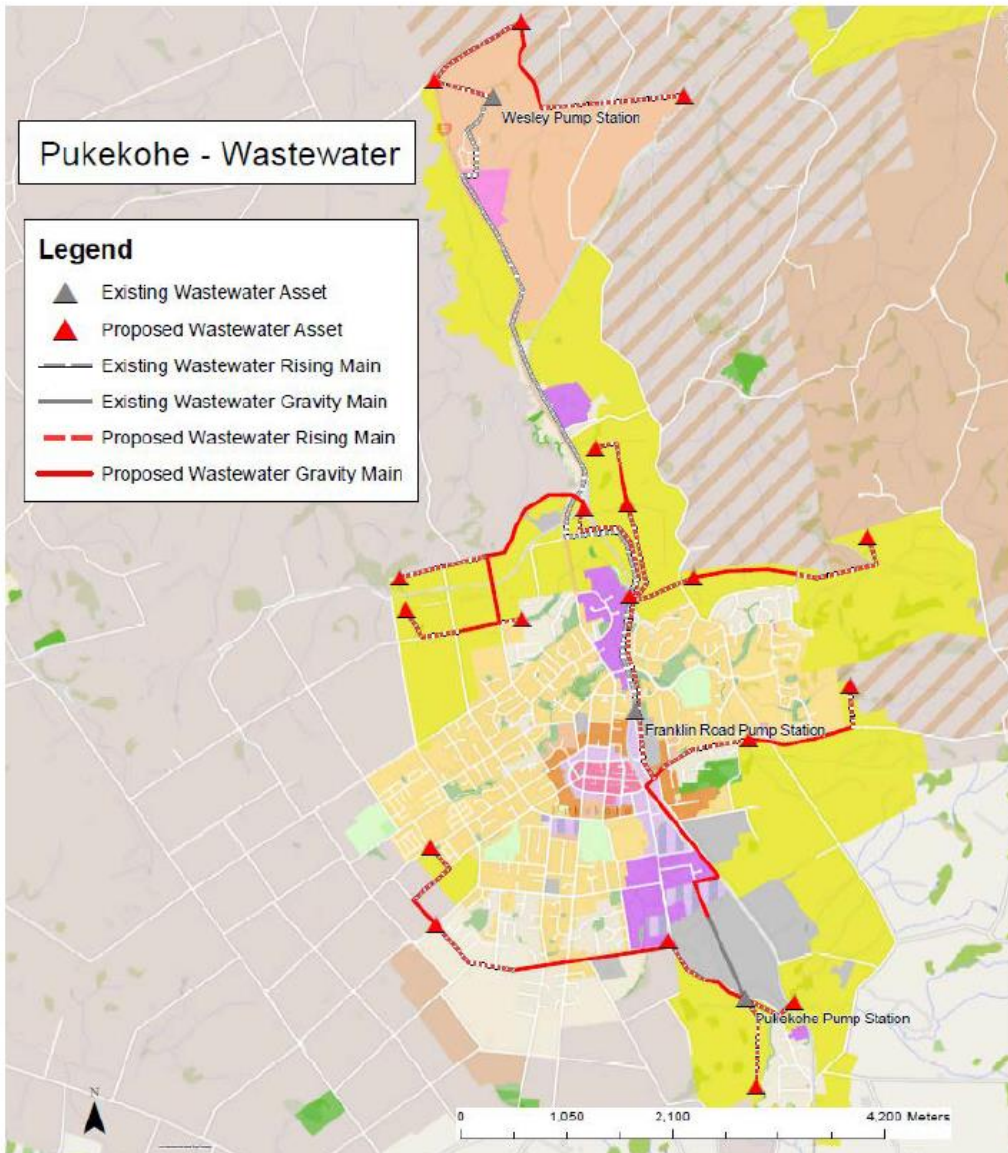 Pukekohe - Wastewater
Legend
Existing Wastewater Asset
Proposed Wastewater Asset
Existing Wastewater Rising Main
Existing Wastewater Gravity Main
Proposed Wastewater Rising Main
Proposed Wastewater Gravity Main
Wesley Pump Station
Franklin Road Pump Station
Pukekohe Pump Station
N
0 1,050 2,100 4,200 Meters